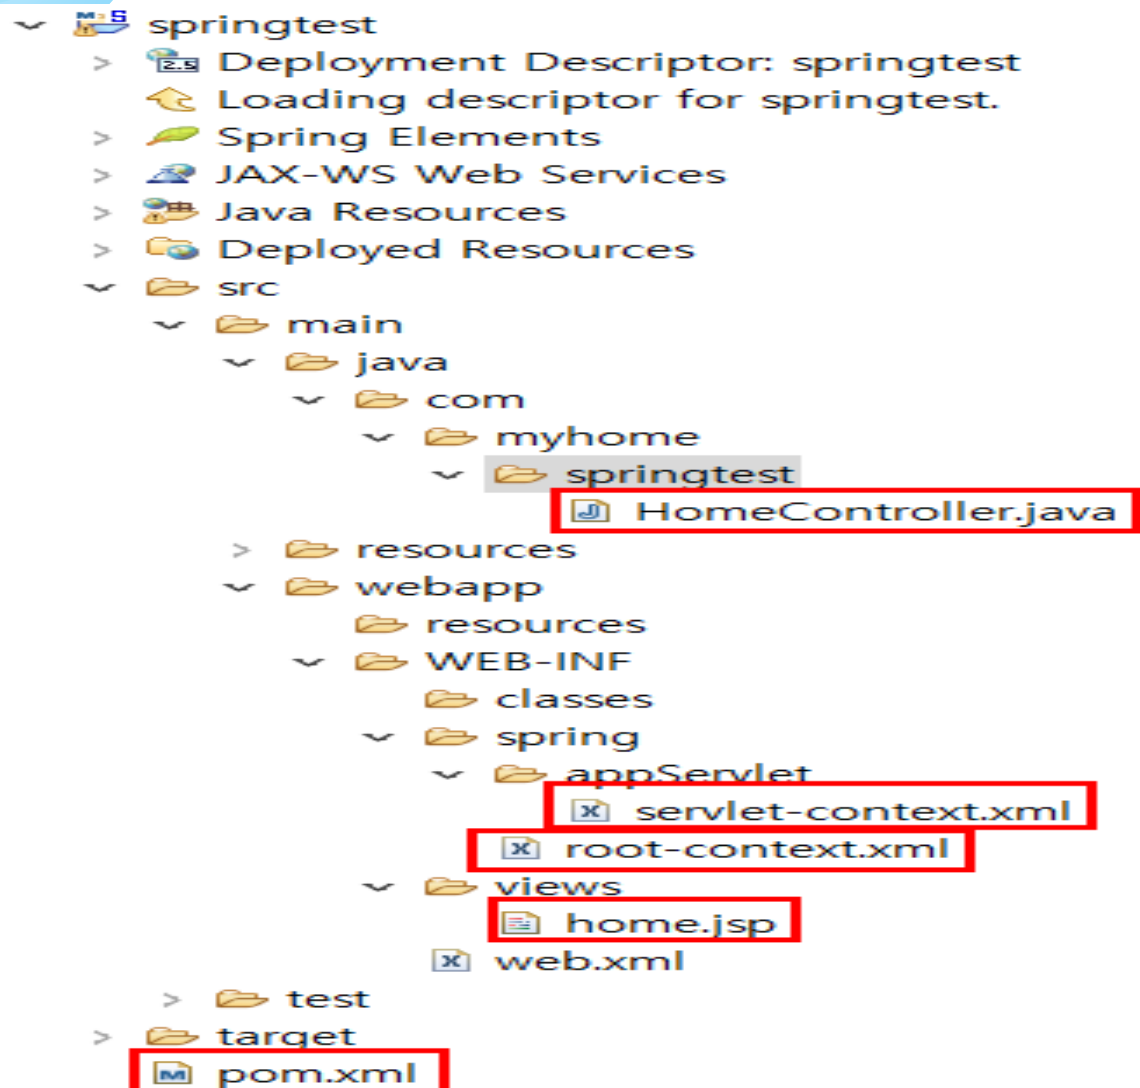 springtest
Deployment Descriptor: springtest
Loading descriptor for springtest.
Spring Elements
JAX-WS Web Services
Java Resources
Deployed Resources
src
main
java
com
myhome
springtest
HomeController.java
resources
webapp
resources
WEB-INF
classes
spring
appServlet
servlet-context.xml
root-context.xml
views
home.jsp
web.xml
test
target
pom.xml